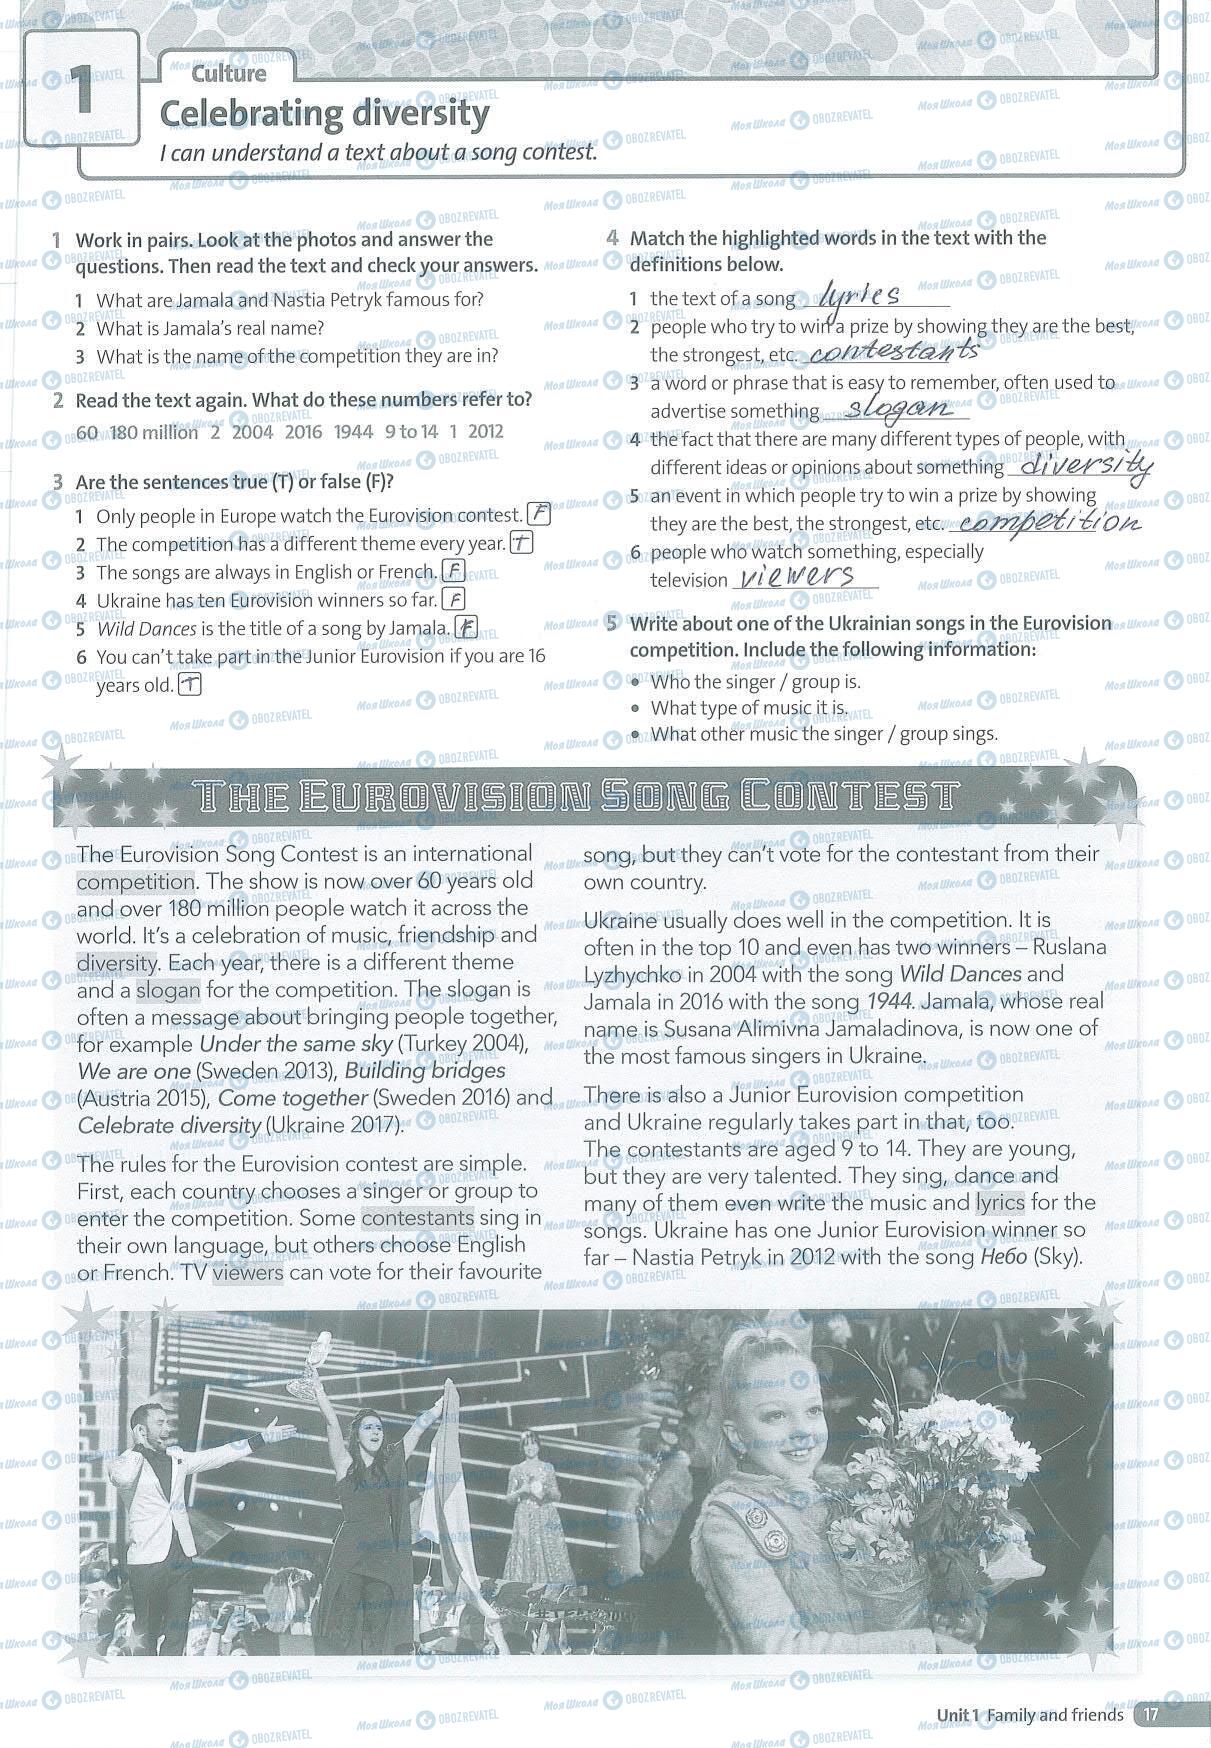 1
Culture
Celebrating diversity
I can understand a text about a song contest.
1 Work in pairs. Look at the photos and answer the
questions. Then read the text and check your answers.
1 What are Jamala and Nastia Petryk famous for?
2 What is Jamala's real name?
3 What is the name of the competition they are in?
2 Read the text again. What do these numbers refer to?
60 180 million 2 2004 2016 1944 9 to 14 1 2012
3 Are the sentences true (T) or false (F)?
1 Only people in Europe watch the Eurovision contest. F
2 The competition has a different theme every year. T
3 The songs are always in English or French. F
4 Ukraine has ten Eurovision winners so far. F
5 Wild Dances is the title of a song by Jamala. F
6 You can't take part in the Junior Eurovision if you are 16
years old. T
4 Match the highlighted words in the text with the
definitions below.
1 the text of a song lyrics
2 people who try to win a prize by showing they are the best,
the strongest, etc. contestants
3 a word or phrase that is easy to remember, often used to
advertise something slogan
4 the fact that there are many different types of people, with
different ideas or opinions about something diversity
5 an event in which people try to win a prize by showing
they are the best, the strongest, etc. competition
6 people who watch something, especially
television viewers
5 Write about one of the Ukrainian songs in the Eurovision
competition. Include the following information:
• Who the singer / group is.
• What type of music it is.
• What other music the singer / group sings.
THE EUROVISION SONG CONTEST
The Eurovision Song Contest is an international
competition. The show is now over 60 years old
and over 180 million people watch it across the
world. It's a celebration of music, friendship and
diversity. Each year, there is a different theme
and a slogan for the competition. The slogan is
often a message about bringing people together,
for example Under the same sky (Turkey 2004),
We are one (Sweden 2013), Building bridges
(Austria 2015), Come together (Sweden 2016) and
Celebrate diversity (Ukraine 2017).
The rules for the Eurovision contest are simple.
First, each country chooses a singer or group to
enter the competition. Some contestants sing in
their own language, but others choose English
or French. TV viewers can vote for their favourite
song, but they can't vote for the contestant from their
own country.
Ukraine usually does well in the competition. It is
often in the top 10 and even has two winners – Ruslana
Lyzhychko in 2004 with the song Wild Dances and
Jamala in 2016 with the song 1944. Jamala, whose real
name is Susana Alimivna Jamaladinova, is now one of
the most famous singers in Ukraine.
There is also a Junior Eurovision competition
and Ukraine regularly takes part in that, too.
The contestants are aged 9 to 14. They are young,
but they are very talented. They sing, dance and
many of them even write the music and lyrics for the
songs. Ukraine has one Junior Eurovision winner so
far – Nastia Petryk in 2012 with the song Небо (Sky).
Unit 1 Family and friends 17
МояШкола OBOZREVATEL